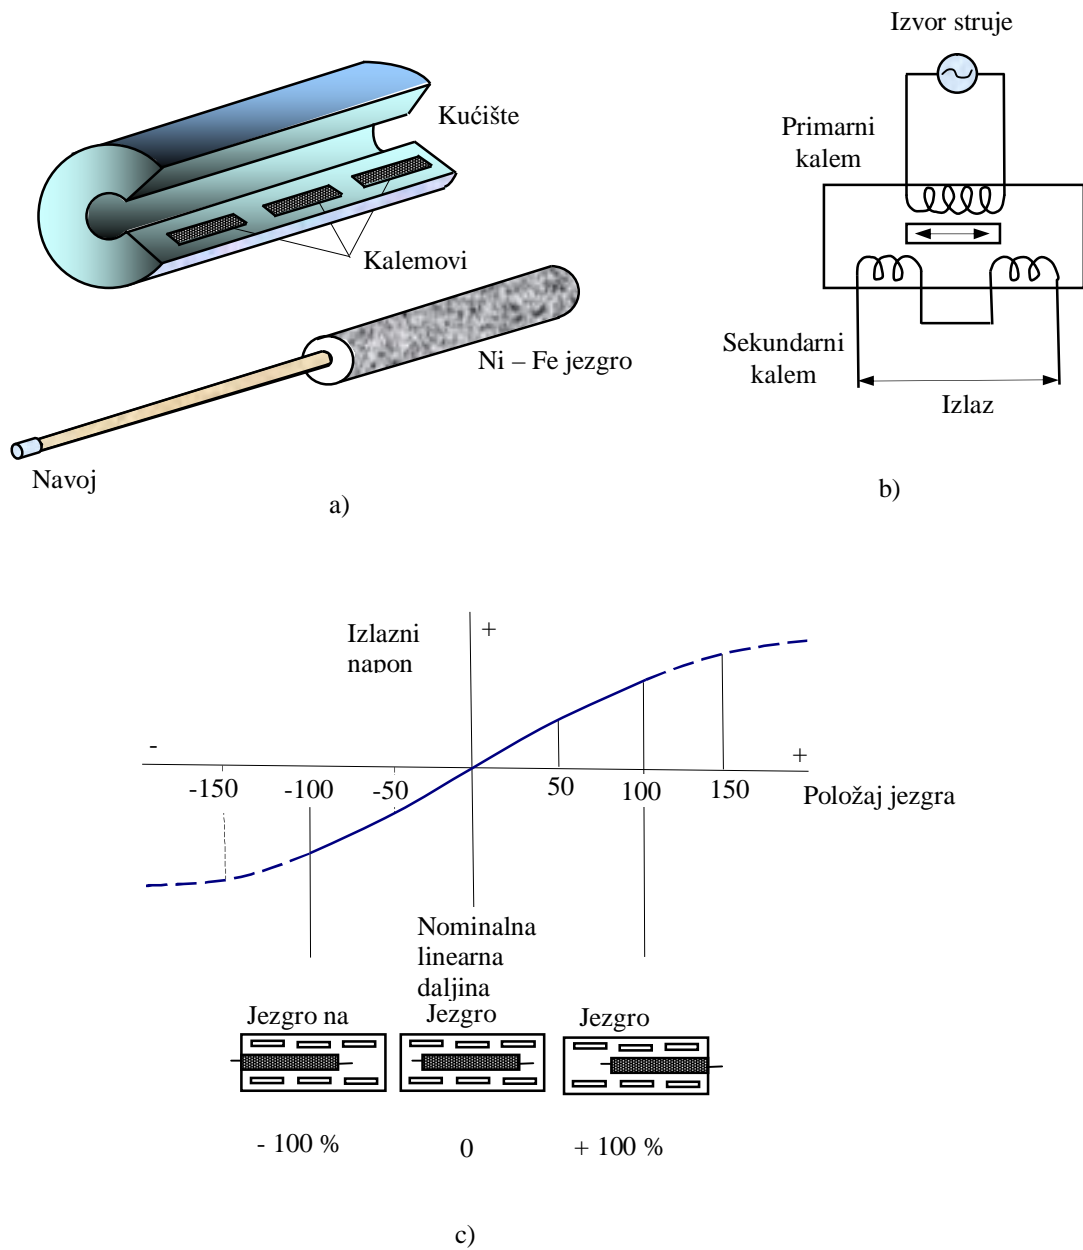 Izvor struje
Kućište
Primarni
kalem
Kalemovi
Ni – Fe jezgro
Sekundarni
kalem
Izlaz
Navoj
a)
b)
Izlazni
napon
+
-
+
-150
-100
-50
50
100
150
Položaj jezgra
Nominalna
linearna
daljina
Jezgro na
Jezgro
Jezgro
- 100 %
0
+ 100 %
c)